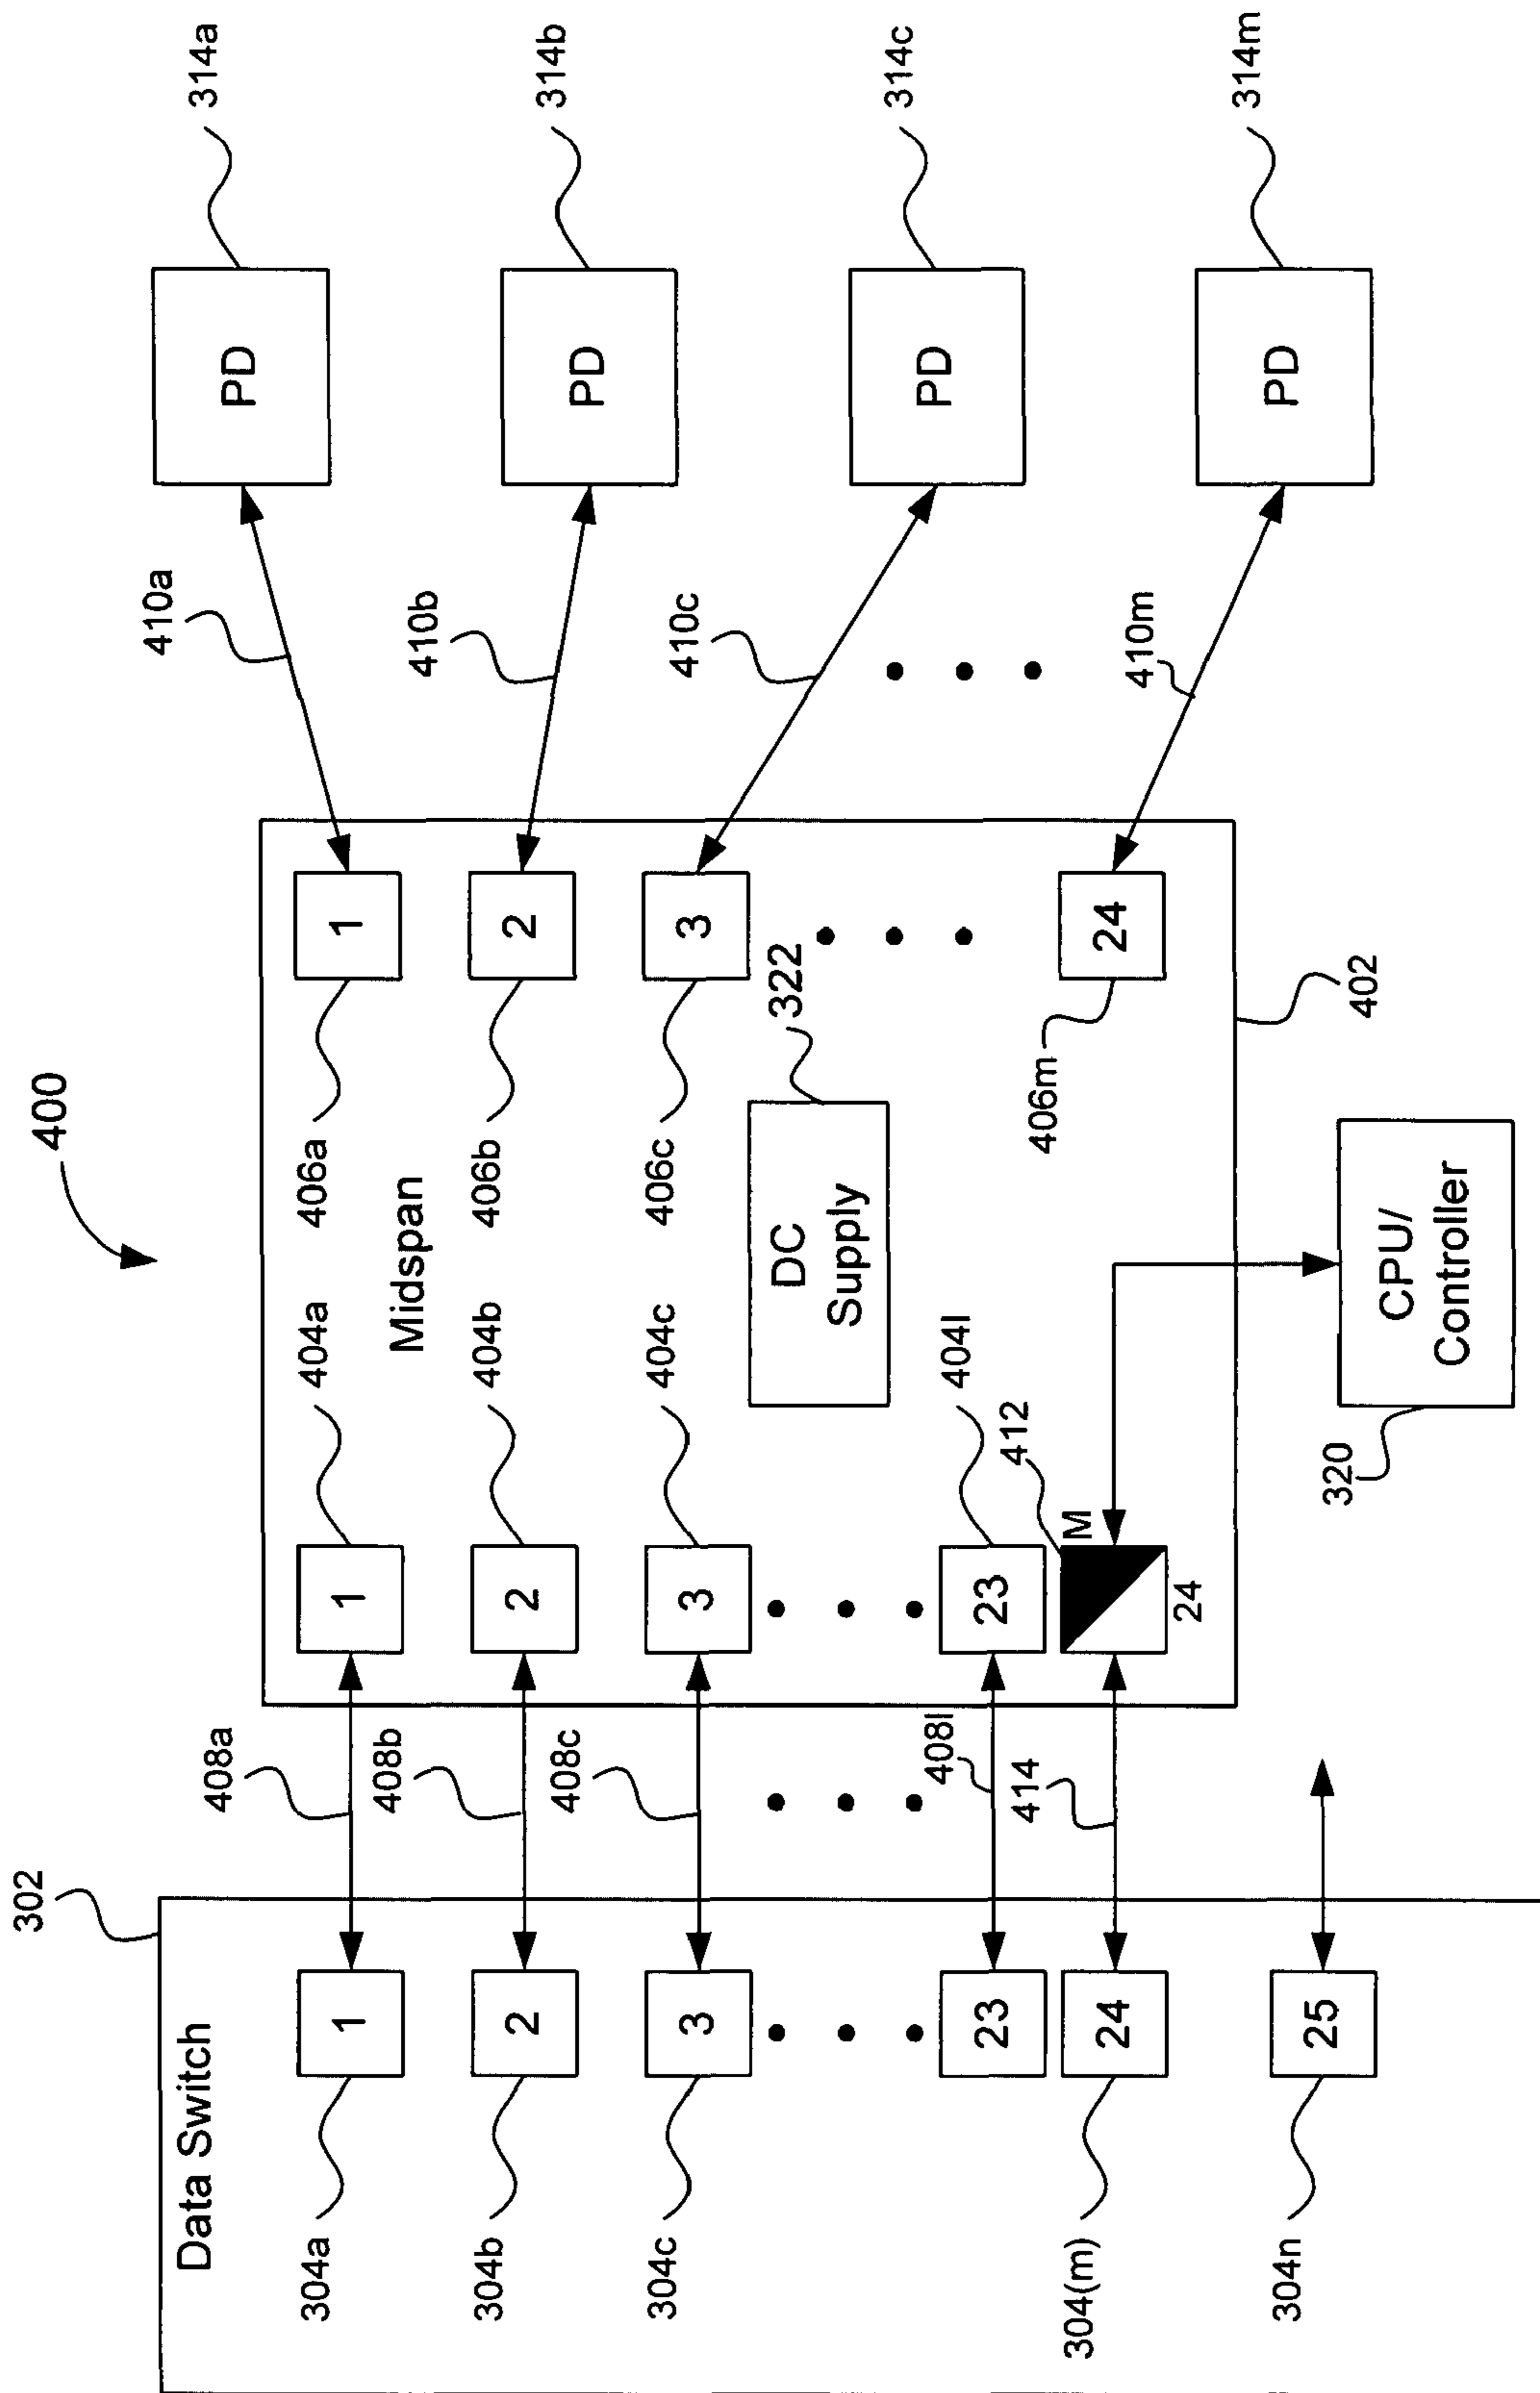 400
302
Data Switch
304a
1
408a
1
404a
Midspan
406a
1
410a
PD
314a
304b
2
408b
2
404b
406b
2
410b
PD
314b
304c
3
408c
3
404c
406c
3
410c
PD
314c
DC
Supply
322
23
408l
23
404l
412
304(m)
24
414
M
24
406m
24
410m
PD
314m
304n
25
402
320
CPU/
Controller